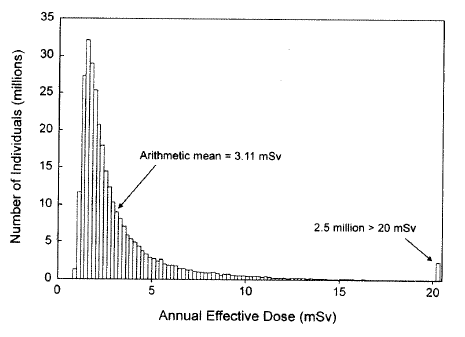 35
30
25
20
15
10
5
0
Number of Individuals (millions)
Arithmetic mean = 3.11 mSv
2.5 million > 20 mSv
0 5 10 15 20
Annual Effective Dose (mSv)